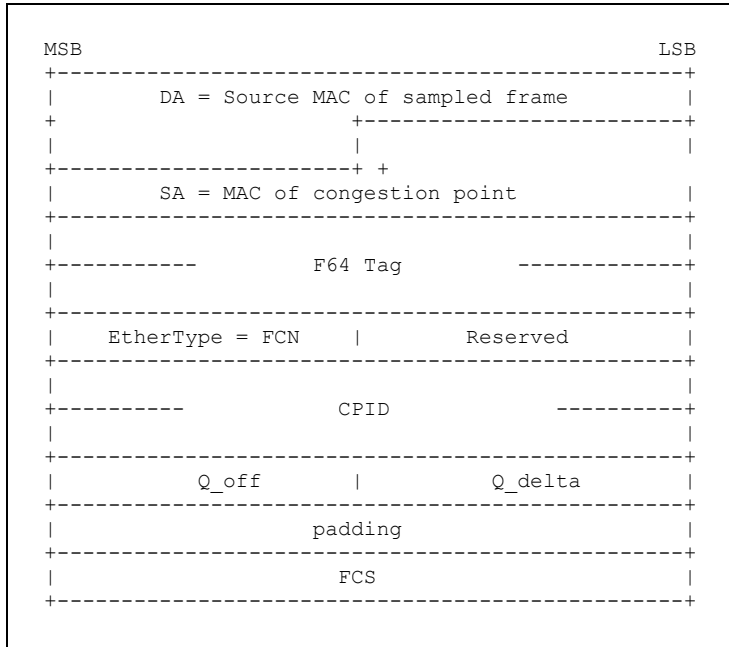 MSB LSB
DA = Source MAC of sampled frame
SA = MAC of congestion point
F64 Tag
EtherType = FCN | Reserved
CPID
Q_off | Q_delta
padding
FCS